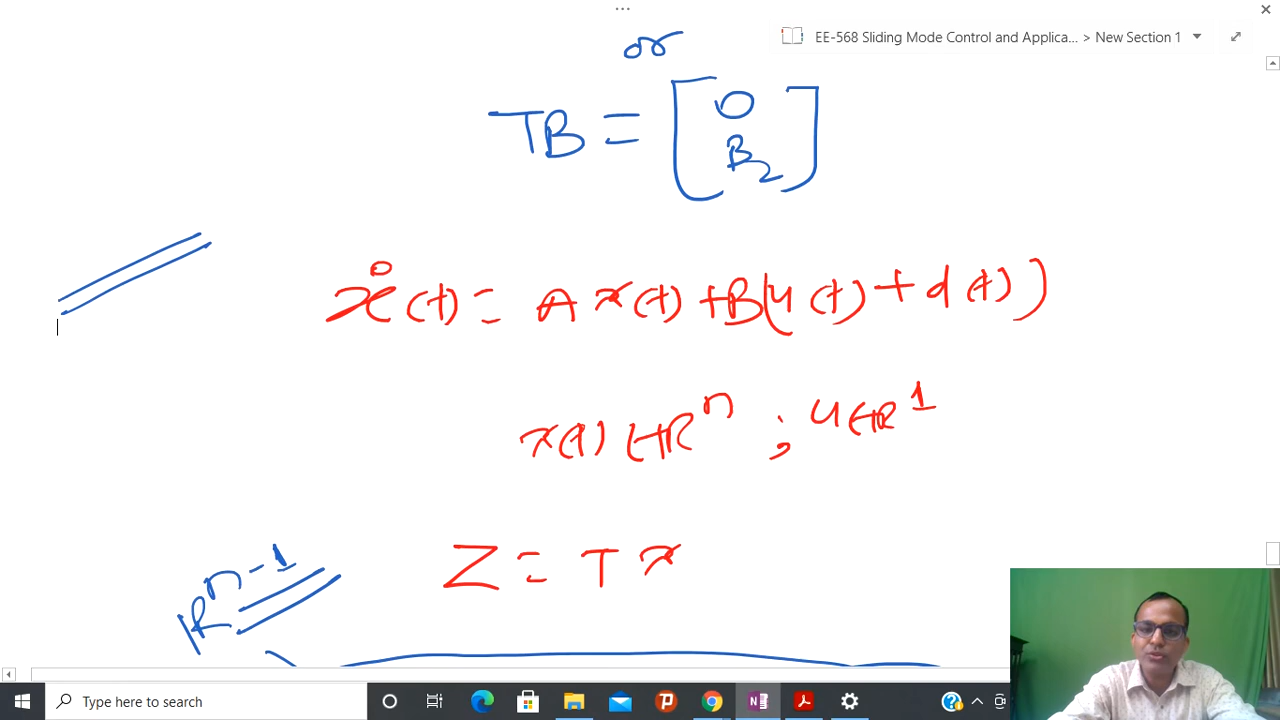 EE-568 Sliding Mode Control and Applica... > New Section 1
or
TB = [0
B₂]
ẋ(t) = Ax(t) + B(u(t) + d(t))
x(t) ∈ ℝⁿ ; u ∈ ℝ¹
Z = Tx
ℝⁿ⁻¹
Type here to search